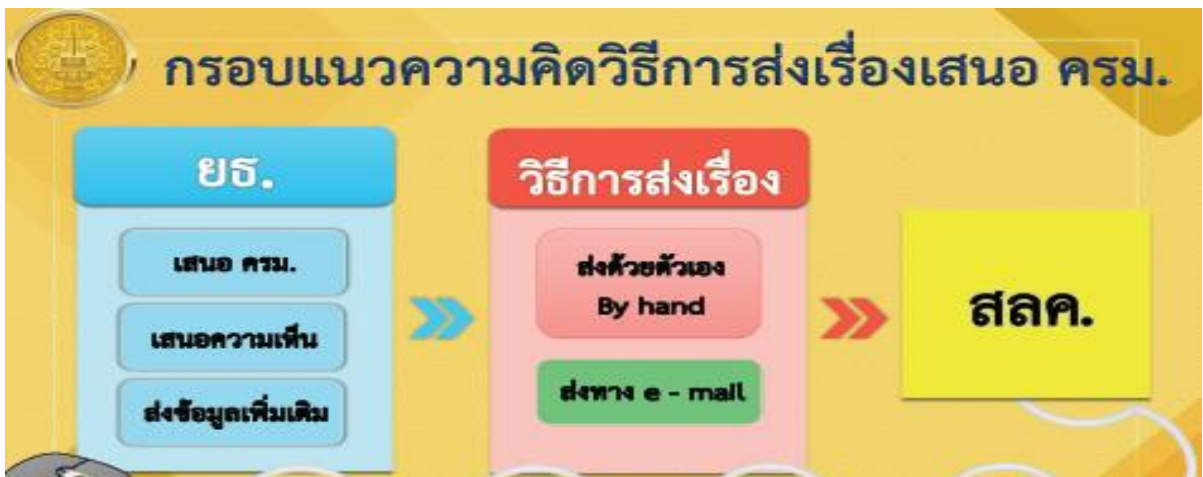 กรอบแนวความคิดวิธีการส่งเรื่องเสนอ ครม.
ยธ.
เสนอ ครม.
เสนอความเห็น
ส่งข้อมูลเพิ่มเติม
วิธีการส่งเรื่อง
ส่งด้วยตัวเอง
By hand
ส่งทาง e - mail
สลค.